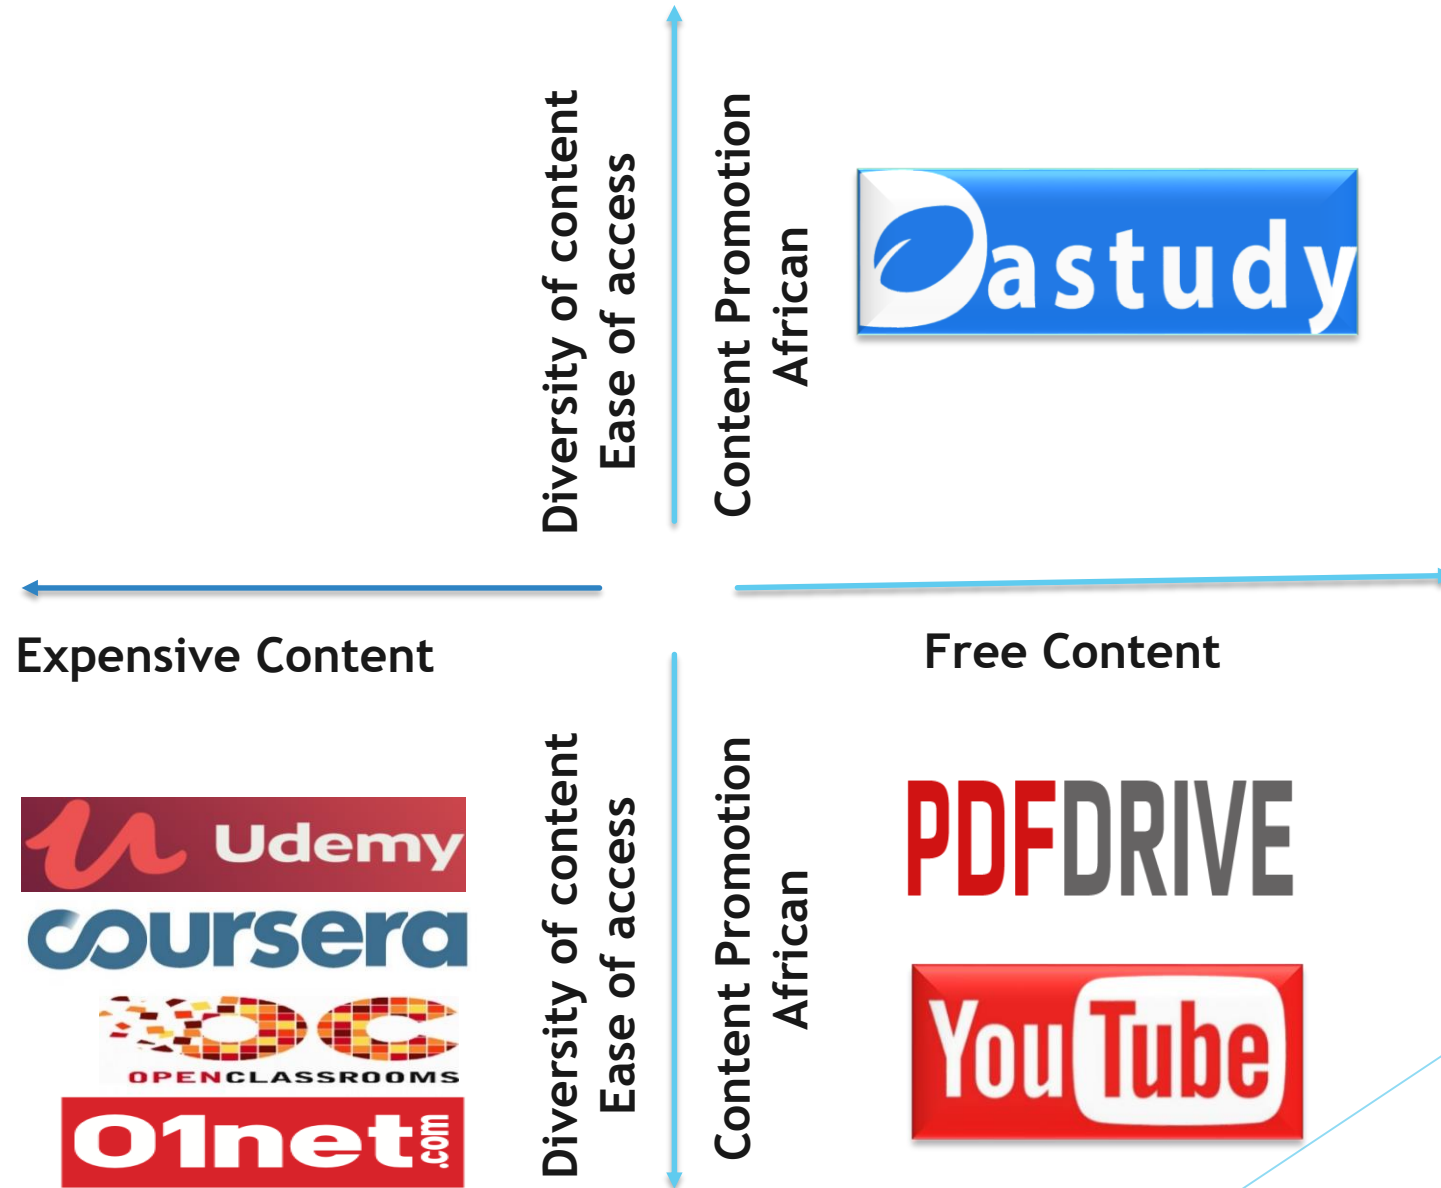 Diversity of content
Ease of access
Content Promotion
African
astudy
Expensive Content
Free Content
Udemy
coursera
OC
OPENCLASSROOMS
01net.com
Diversity of content
Ease of access
Content Promotion
African
PDFDRIVE
YouTube